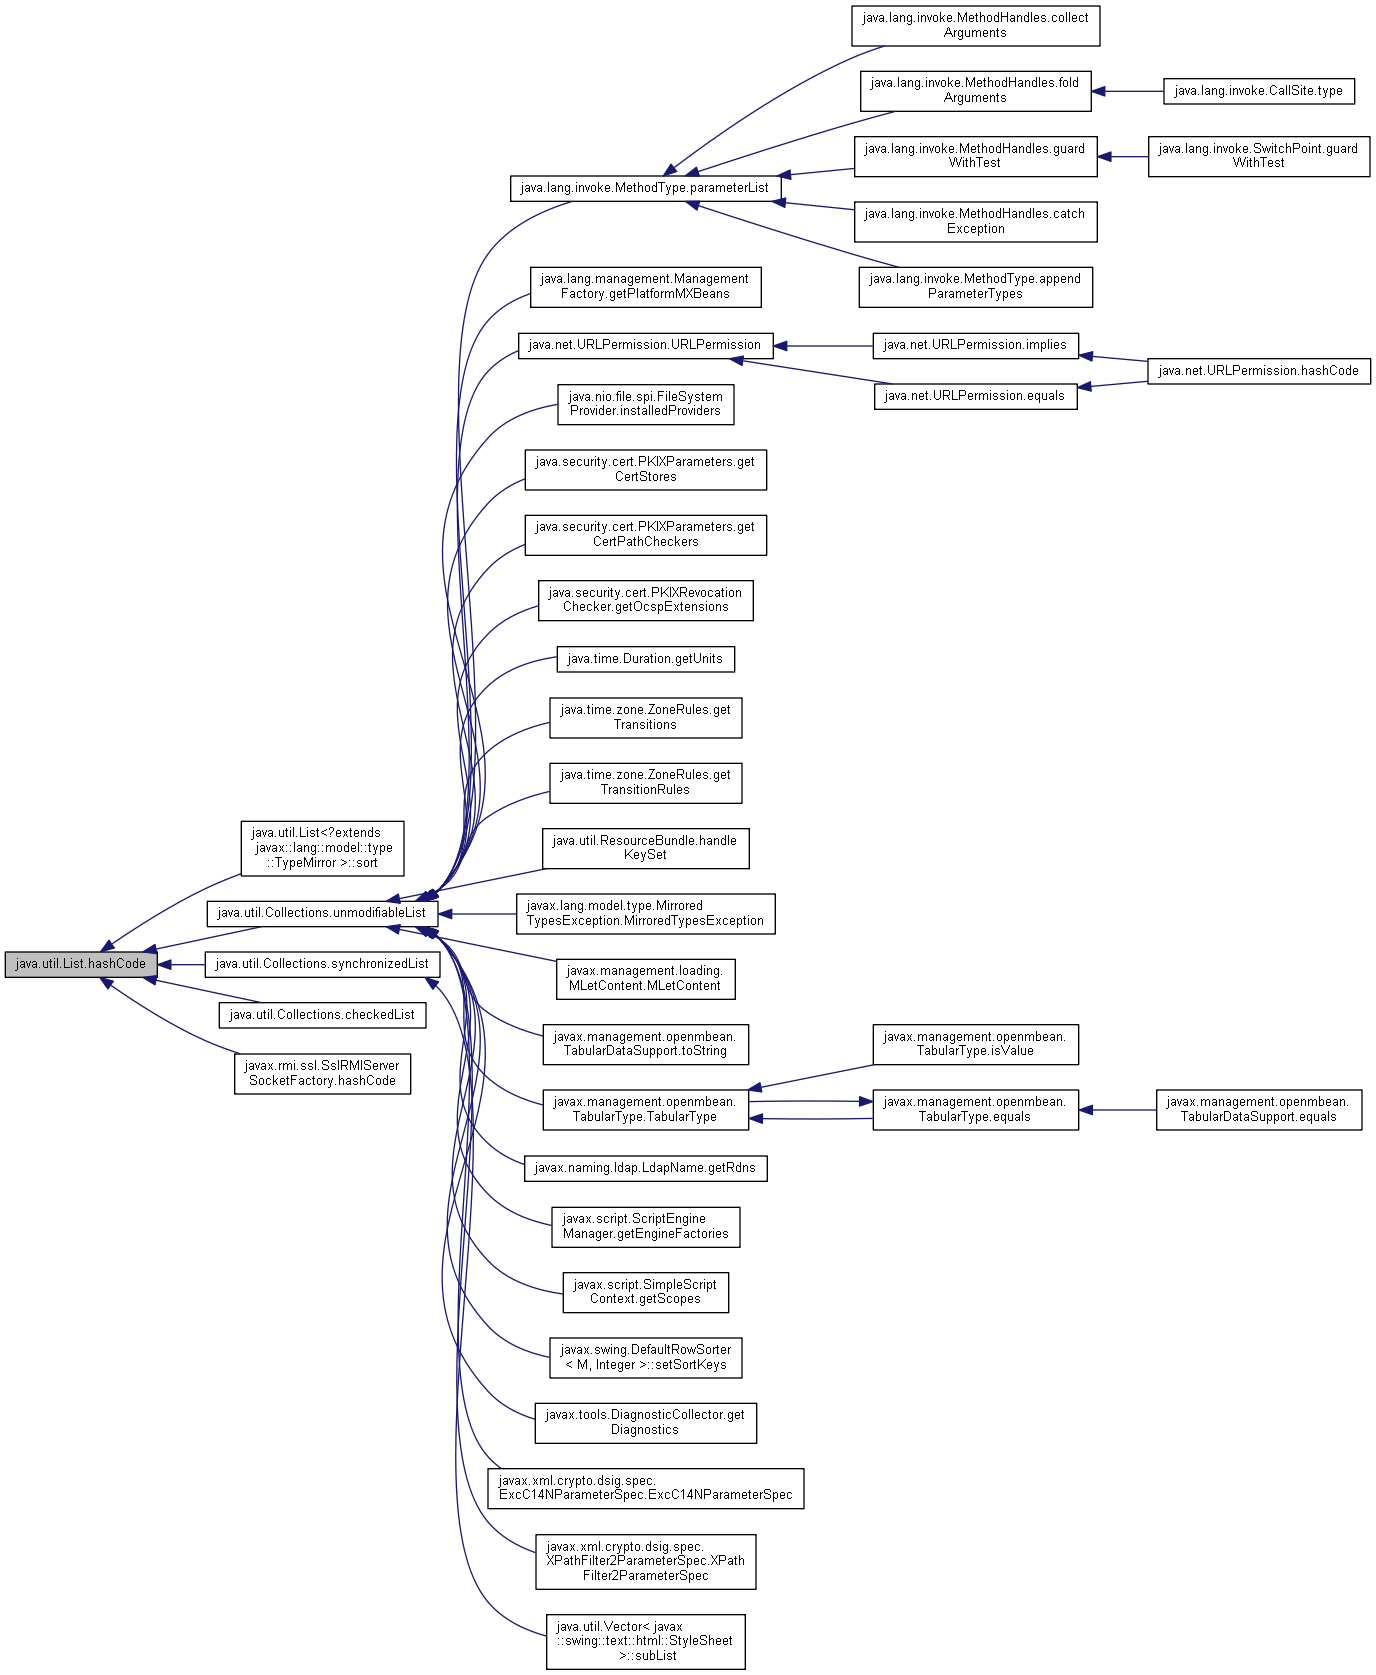 java.lang.invoke.MethodHandles.collect
Arguments
java.lang.invoke.MethodHandles.fold
Arguments
java.lang.invoke.CallSite.type
java.lang.invoke.MethodHandles.guard
WithTest
java.lang.invoke.SwitchPoint.guard
WithTest
java.lang.invoke.MethodType.parameterList
java.lang.invoke.MethodHandles.catch
Exception
java.lang.invoke.MethodType.append
ParameterTypes
java.lang.management.Management
Factory.getPlatformMXBeans
java.net.URLPermission.URLPermission
java.net.URLPermission.implies
java.net.URLPermission.hashCode
java.net.URLPermission.equals
java.nio.file.spi.FileSystem
Provider.installedProviders
java.security.cert.PKIXParameters.get
CertStores
java.security.cert.PKIXParameters.get
CertPathCheckers
java.security.cert.PKIXRevocation
Checker.getOcspExtensions
java.time.Duration.getUnits
java.time.zone.ZoneRules.get
Transitions
java.time.zone.ZoneRules.get
TransitionRules
java.util.List<?extends
javax::lang::model::type
::TypeMirror >::sort
java.util.ResourceBundle.handle
KeySet
java.util.Collections.unmodifiableList
javax.lang.model.type.Mirrored
TypesException.MirroredTypesException
java.util.List.hashCode
java.util.Collections.synchronizedList
javax.management.loading.
MLetContent.MLetContent
java.util.Collections.checkedList
javax.rmi.ssl.SslRMIServer
SocketFactory.hashCode
javax.management.openmbean.
TabularDataSupport.toString
javax.management.openmbean.
TabularType.isValue
javax.management.openmbean.
TabularType.TabularType
javax.management.openmbean.
TabularType.equals
javax.management.openmbean.
TabularDataSupport.equals
javax.naming.ldap.LdapName.getRdns
javax.script.ScriptEngine
Manager.getEngineFactories
javax.script.SimpleScript
Context.getScopes
javax.swing.DefaultRowSorter
< M, Integer >::setSortKeys
javax.tools.DiagnosticCollector.get
Diagnostics
javax.xml.crypto.dsig.spec.
ExcC14NParameterSpec.ExcC14NParameterSpec
javax.xml.crypto.dsig.spec.
XPathFilter2ParameterSpec.XPath
Filter2ParameterSpec
java.util.Vector< javax
::swing::text::html::StyleSheet
>::subList